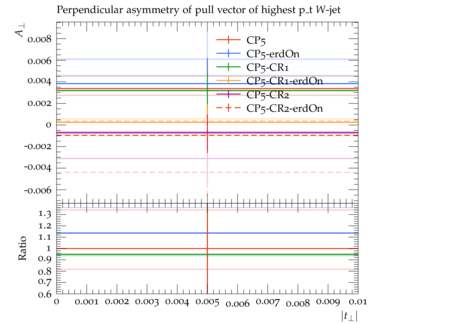 Perpendicular asymmetry of pull vector of highest p_t W-jet
A⊥
0.008
0.006
0.004
0.002
0
-0.002
-0.004
-0.006
CP5
CP5-erdOn
CP5-CR1
CP5-CR1-erdOn
CP5-CR2
CP5-CR2-erdOn
Ratio
1.3
1.2
1.1
1.0
0.9
0.8
0.7
0.6
0 0.001 0.002 0.003 0.004 0.005 0.006 0.007 0.008 0.009 0.01
|t⊥|